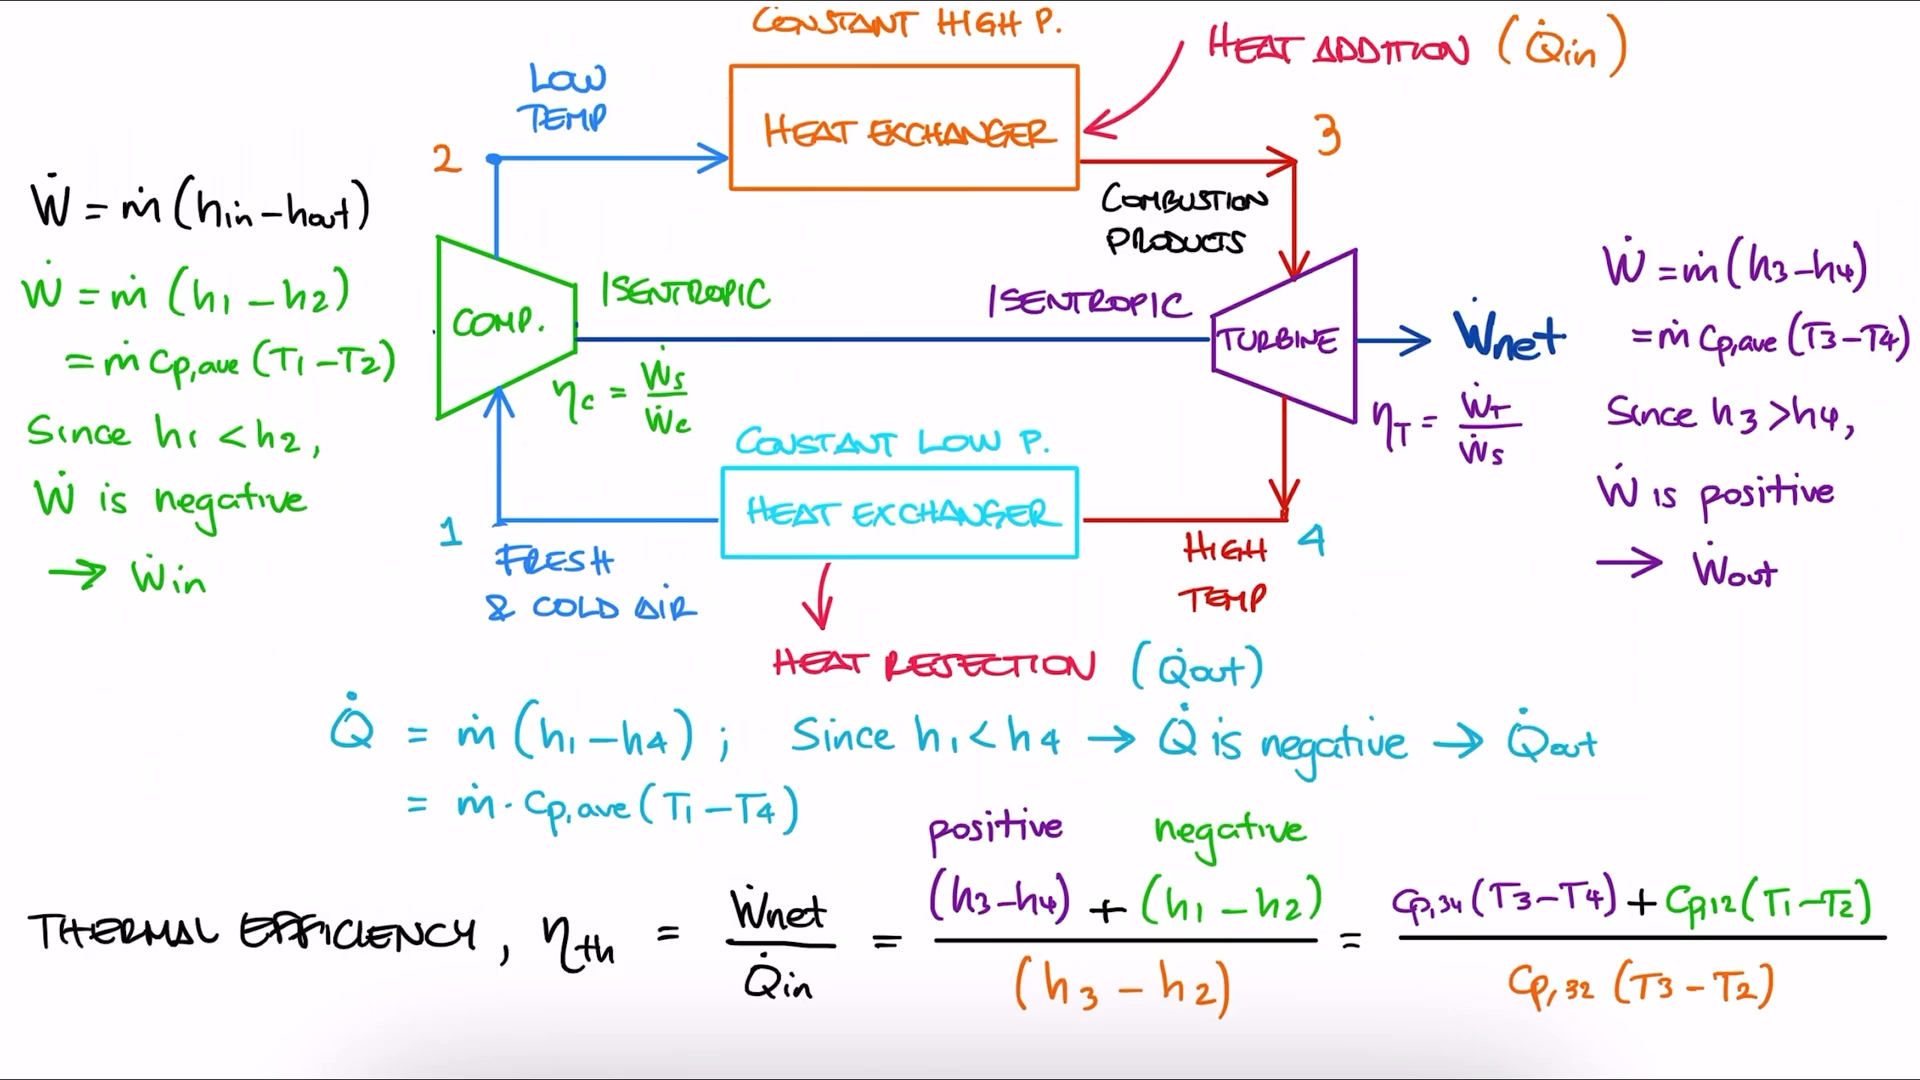 CONSTANT HIGH P.
HEAT ADDITION (Q̇in)
LOW
TEMP
HEAT EXCHANGER
2
3
COMBUSTION
PRODUCTS
Ẇ = ṁ (hin - hout)
Ẇ = ṁ (h1 - h2)
= ṁ Cp,ave (T1 - T2)
Since h1 < h2,
Ẇ is negative
→ Ẇin
COMP.
ISENTROPIC
ηc = Ẇs / Ẇc
ISENTROPIC
TURBINE
Ẇnet
ηT = ẆT / Ẇs
Ẇ = ṁ (h3 - h4)
= ṁ Cp,ave (T3 - T4)
Since h3 > h4,
Ẇ is positive
→ Ẇout
CONSTANT LOW P.
HEAT EXCHANGER
1
FRESH
& COLD AIR
HIGH
TEMP
4
HEAT REJECTION (Q̇out)
Q̇ = ṁ (h1 - h4) ; Since h1 < h4 → Q̇ is negative → Q̇out
= ṁ · Cp,ave (T1 - T4)
positive negative
THERMAL EFFICIENCY, ηth = Ẇnet / Q̇in = (h3 - h4) + (h1 - h2) / (h3 - h2) = Cp,34 (T3 - T4) + Cp,12 (T1 - T2) / Cp,32 (T3 - T2)